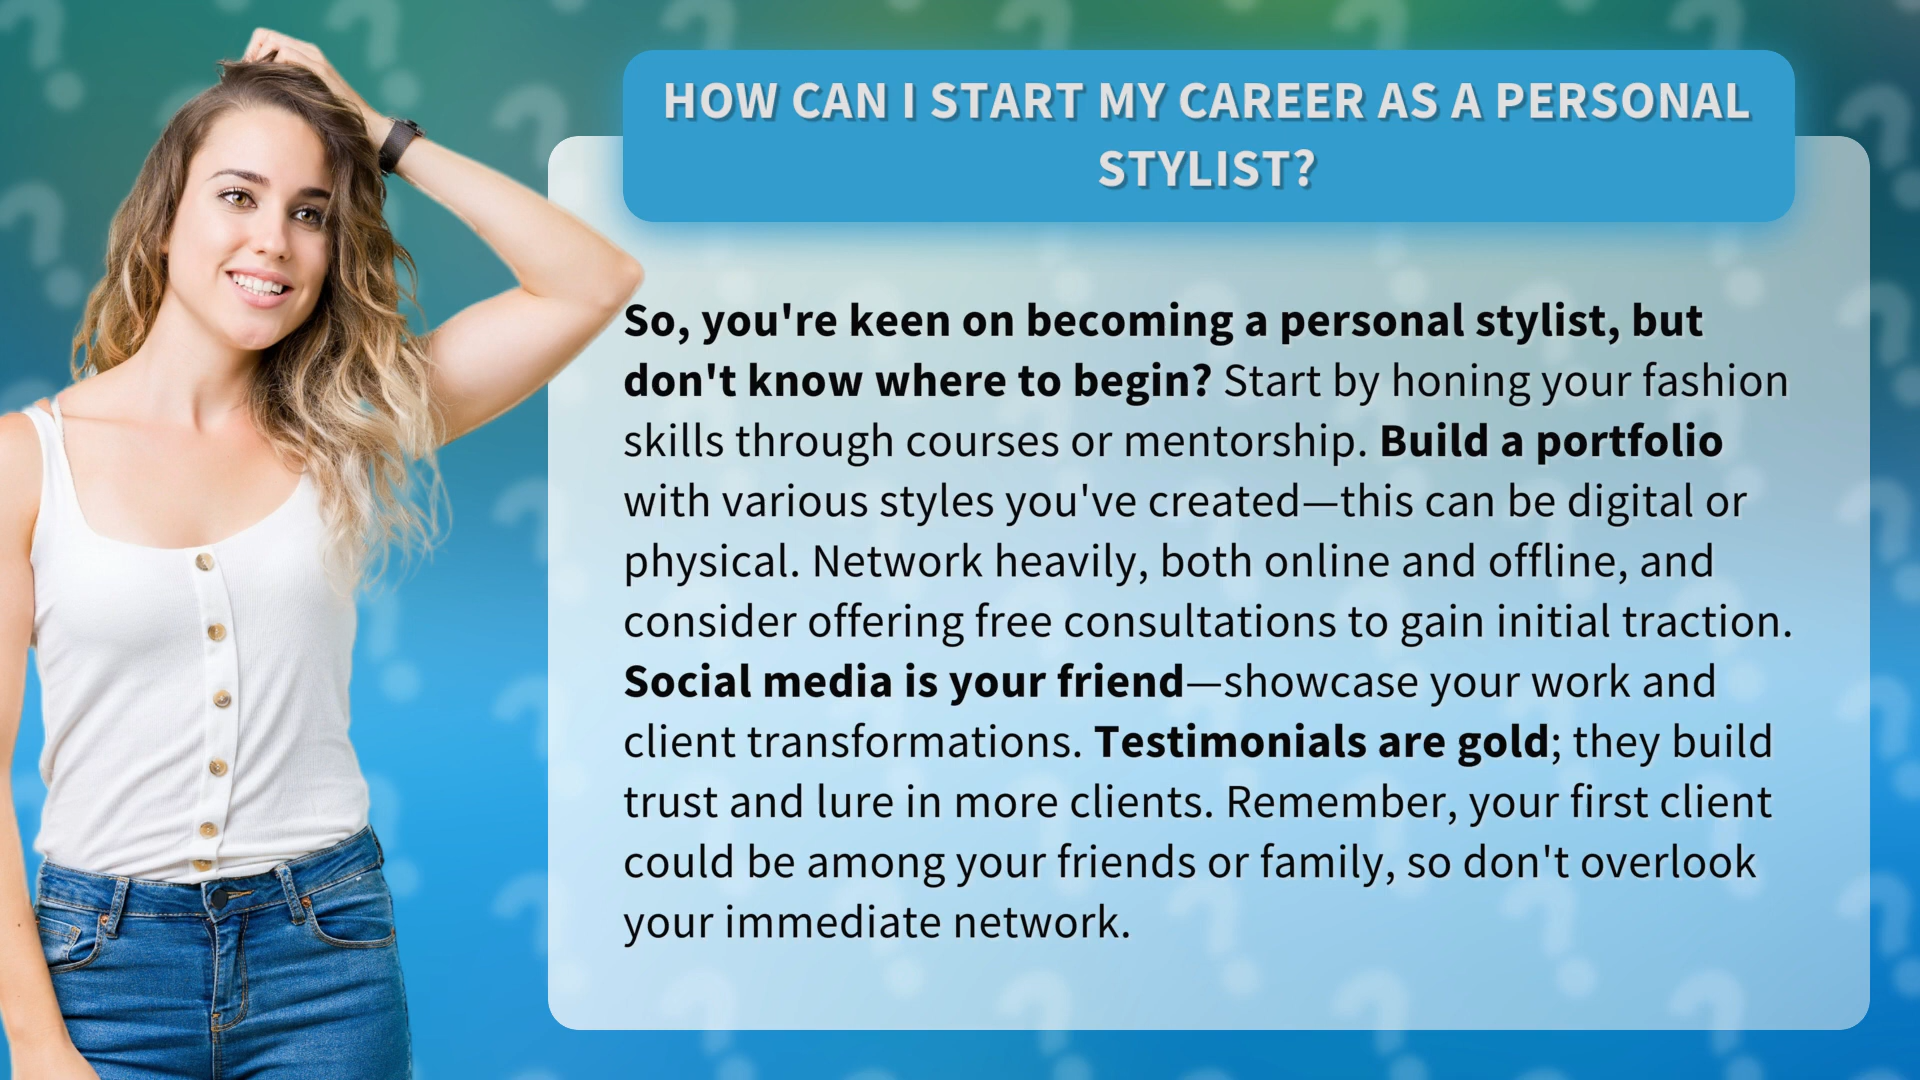 HOW CAN I START MY CAREER AS A PERSONAL
STYLIST?
So, you're keen on becoming a personal stylist, but
don't know where to begin? Start by honing your fashion
skills through courses or mentorship. Build a portfolio
with various styles you've created—this can be digital or
physical. Network heavily, both online and offline, and
consider offering free consultations to gain initial traction.
Social media is your friend—showcase your work and
client transformations. Testimonials are gold; they build
trust and lure in more clients. Remember, your first client
could be among your friends or family, so don't overlook
your immediate network.